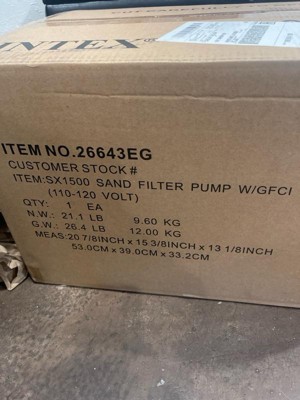 INTEX
ITEM NO.26643EG
CUSTOMER STOCK#
ITEM:SX1500 SAND FILTER PUMP W/GFCI
(110-120 VOLT)
QTY: 1 EA
N.W.: 21.1 LB 9.60 KG
G.W.: 26.4 LB 12.00 KG
MEAS:20 7/8INCH x 15 3/8INCH x 13 1/8INCH
53.0CM x 39.0CM x 33.2CM